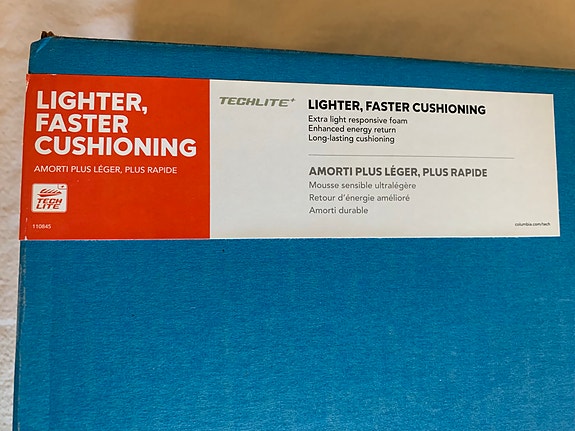 LIGHTER,
FASTER
CUSHIONING
AMORTI PLUS LÉGER, PLUS RAPIDE
TECH
LITE
110845
TECHLITE+
LIGHTER, FASTER CUSHIONING
Extra light responsive foam
Enhanced energy return
Long-lasting cushioning
AMORTI PLUS LÉGER, PLUS RAPIDE
Mousse sensible ultralégère
Retour d'énergie amélioré
Amorti durable
columbia.com/tech